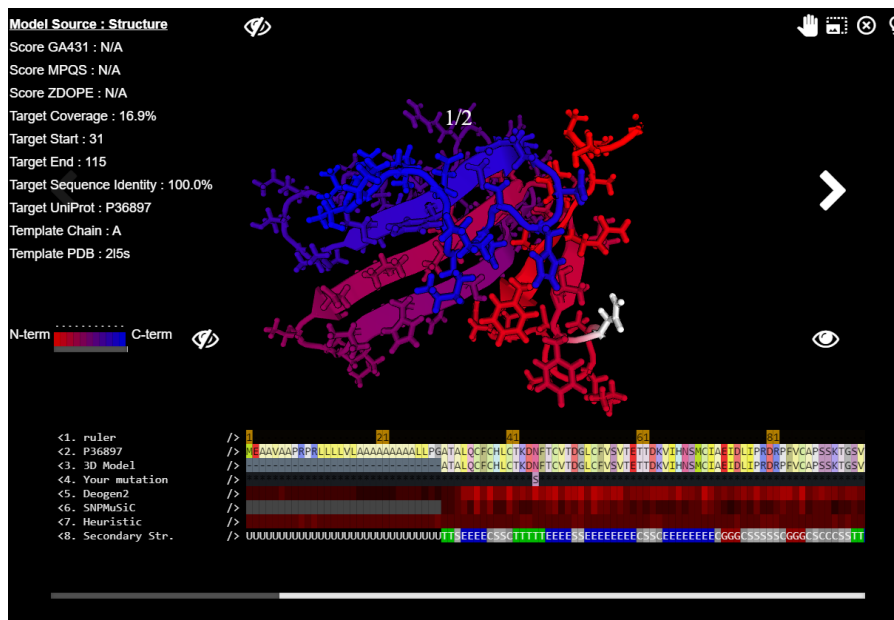 Model Source : Structure
Score GA431 : N/A
Score MPQS : N/A
Score ZDOPE : N/A
Target Coverage : 16.9%
Target Start : 31
Target End : 115
Target Sequence Identity : 100.0%
Target UniProt : P36897
Template Chain : A
Template PDB : 2l5s
1/2
N-term C-term
<1. ruler /> 1 21 41 61 81
<2. P36897 /> MEAAVAAPRPRLLLLVLAAAAAAAAALLPGATALQCFCHLCTKDNFTCVTDGLCFVSVTETTDKVIHNSMCIAEIDLIPRDRPFVCAPSSKTGSV
<3. 3D Model /> ------------------------------ATALQCFCHLCTKDNFTCVTDGLCFVSVTETTDKVIHNSMCIAEIDLIPRDRPFVCAPSSKTGSV
<4. Your mutation /> S
<5. Deogen2 />
<6. SNPMuSiC />
<7. Heuristic />
<8. Secondary Str. /> UUUUUUUUUUUUUUUUUUUUUUUUUUUUUUTTSEEEECSSCTTTTTEEEESSEEEEEEEECSSCEEEEEEEECGGGCSSSSSCGGGCSCCCSSTT